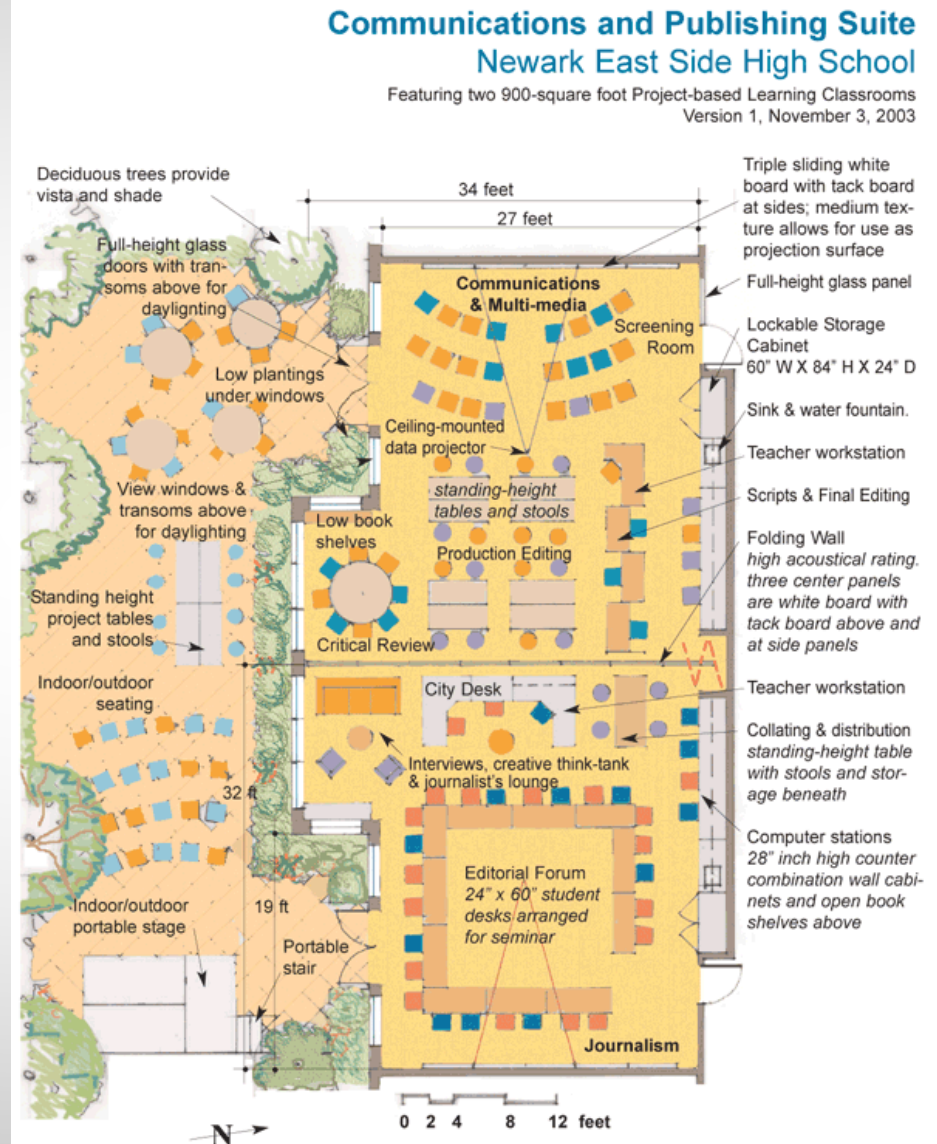 Communications and Publishing Suite
Newark East Side High School
Featuring two 900-square foot Project-based Learning Classrooms
Version 1, November 3, 2003
Deciduous trees provide
vista and shade
34 feet
27 feet
Triple sliding white
board with tack board
at sides; medium tex-
ture allows for use as
projection surface
Full-height glass
doors with tran-
soms above for
daylignting
Communications
& Multi-media
Screening
Room
Full-height glass panel
Lockable Storage
Cabinet
60” W X 84” H X 24” D
Low plantings
under windows
Sink & water fountain.
Ceiling-mounted
data projector
Teacher workstation
View windows &
transoms above
for daylighting
standing-height
tables and stools
Scripts & Final Editing
Low book
shelves
Production Editing
Folding Wall
high acoustical rating.
three center panels
are white board with
tack board above and
at side panels
Standing height
project tables
and stools
Critical Review
Indoor/outdoor
seating
City Desk
Teacher workstation
Collating & distribution
standing-height table
with stools and stor-
age beneath
Interviews, creative think-tank
& journalist’s lounge
32 ft
Computer stations
28” inch high counter
combination wall cabi-
nets and open book
shelves above
Editorial Forum
24” x 60” student
desks arranged
for seminar
19 ft
Indoor/outdoor
portable stage
Portable
stair
Journalism
0 2 4 8 12 feet
N